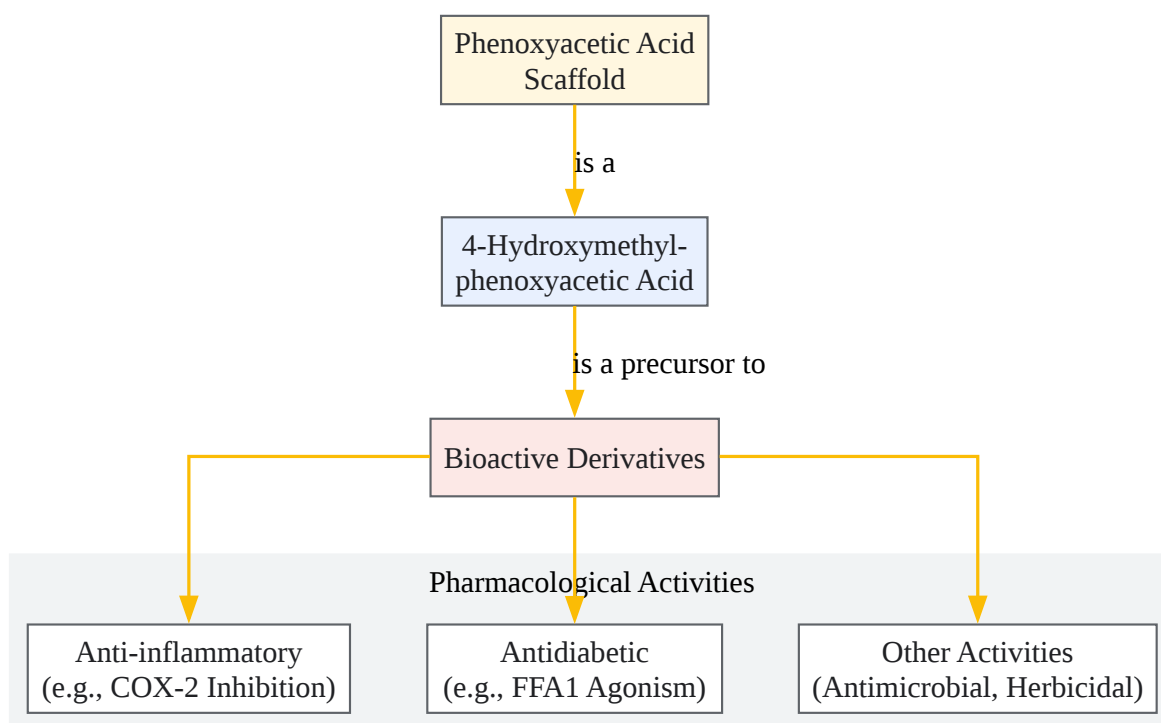 Phenoxyacetic Acid
Scaffold
is a
4-Hydroxymethyl-
phenoxyacetic Acid
is a precursor to
Bioactive Derivatives
Pharmacological Activities
Anti-inflammatory
(e.g., COX-2 Inhibition)
Antidiabetic
(e.g., FFA1 Agonism)
Other Activities
(Antimicrobial, Herbicidal)